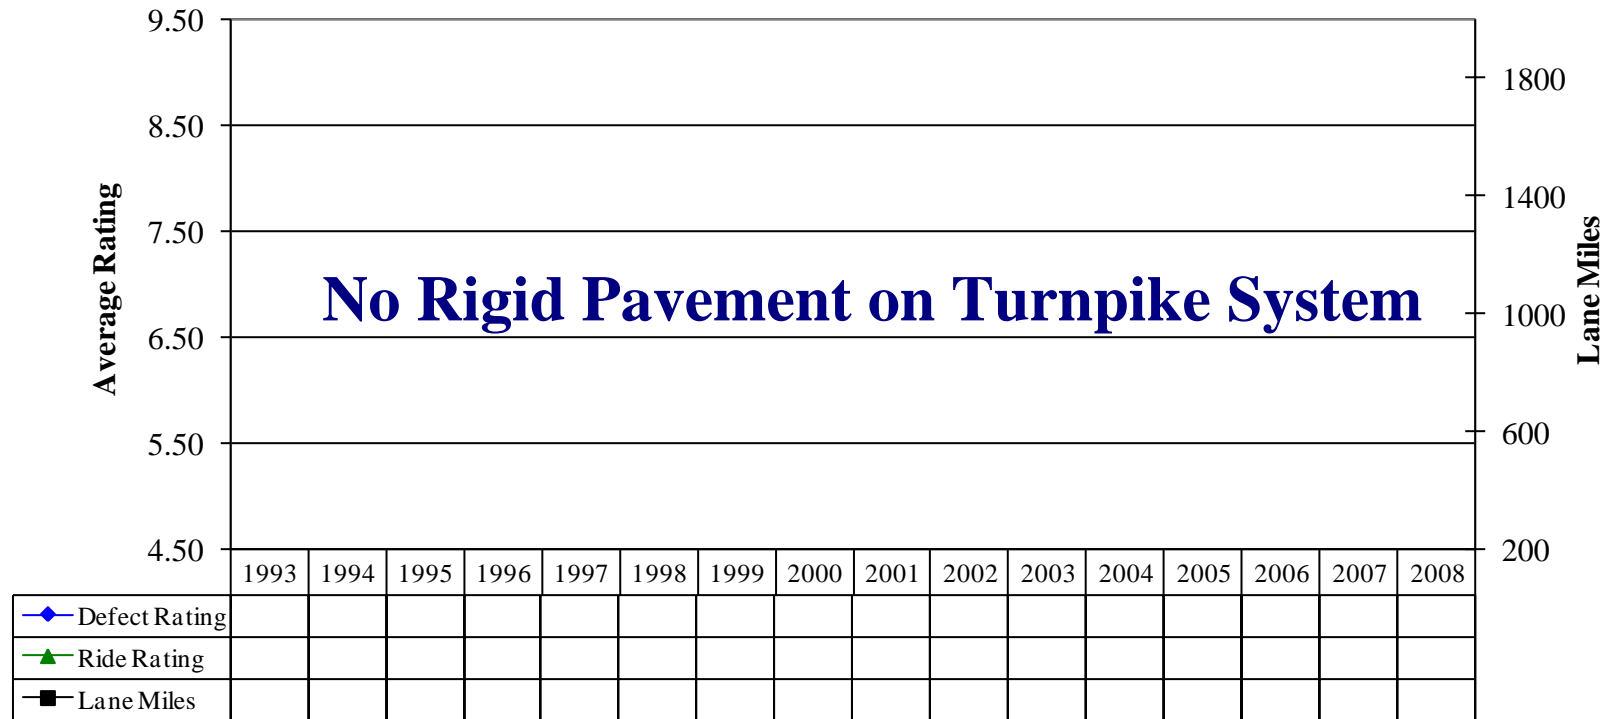 9.50
8.50
7.50
6.50
5.50
4.50
Average Rating
No Rigid Pavement on Turnpike System
1800
1400
1000
600
200
Lane Miles
1993 1994 1995 1996 1997 1998 1999 2000 2001 2002 2003 2004 2005 2006 2007 2008
Defect Rating
Ride Rating
Lane Miles